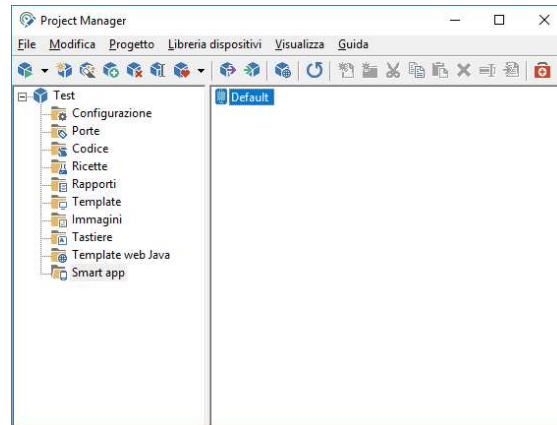 Project Manager
File Modifica Progetto Libreria dispositivi Visualizza Guida
Test
Configurazione
Porte
Codice
Ricette
Rapporti
Template
Immagini
Tastiere
Template web Java
Smart app
Default